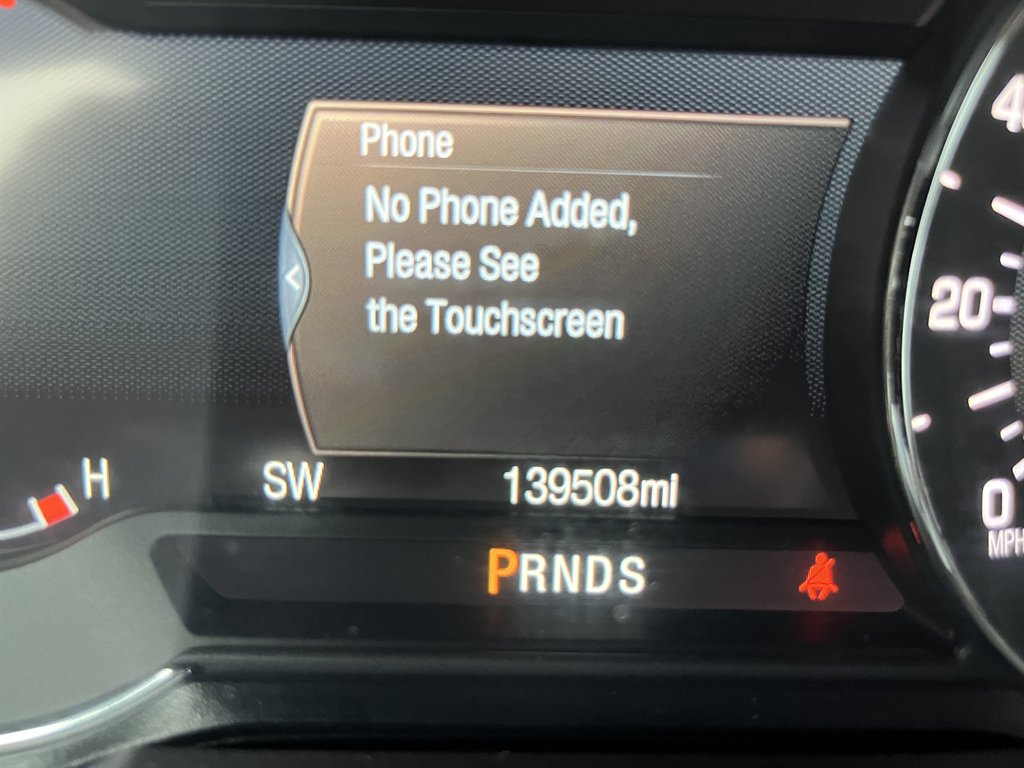 Phone
No Phone Added,
Please See
the Touchscreen
H
SW
139508mi
PRNDS
20
0
MPH